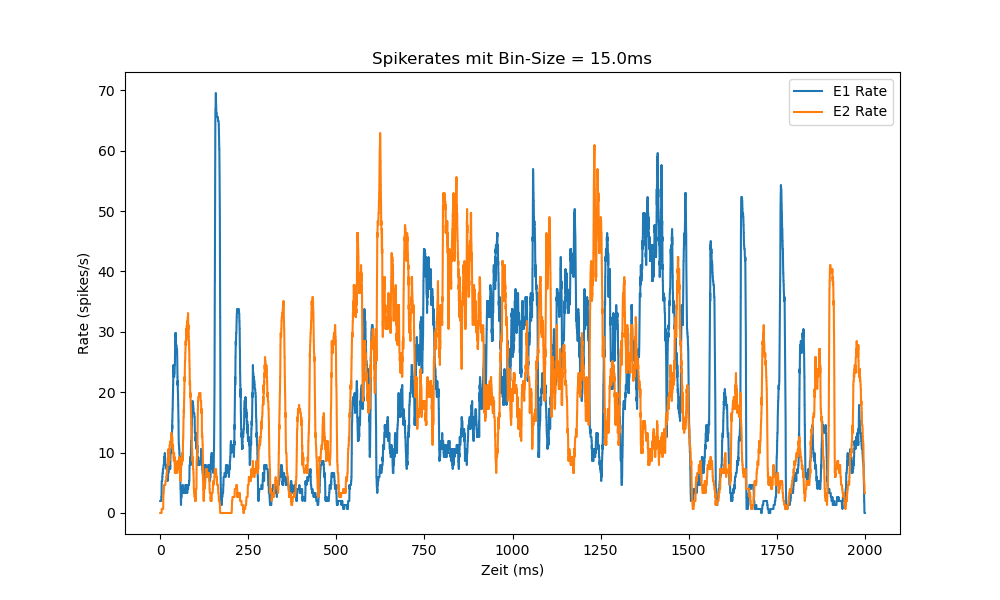 Spikerates mit Bin-Size = 15.0ms
E1 Rate
E2 Rate
70
60
50
40
30
20
10
0
Rate (spikes/s)
0 250 500 750 1000 1250 1500 1750 2000
Zeit (ms)